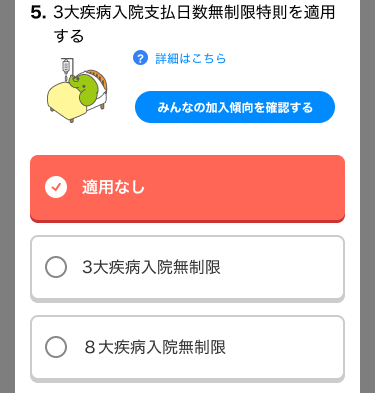 5. 3大疾病入院支払日数無制限特則を適用
する
? 詳細はこちら
みんなの加入傾向を確認する
適用なし
3大疾病入院無制限
８大疾病入院無制限